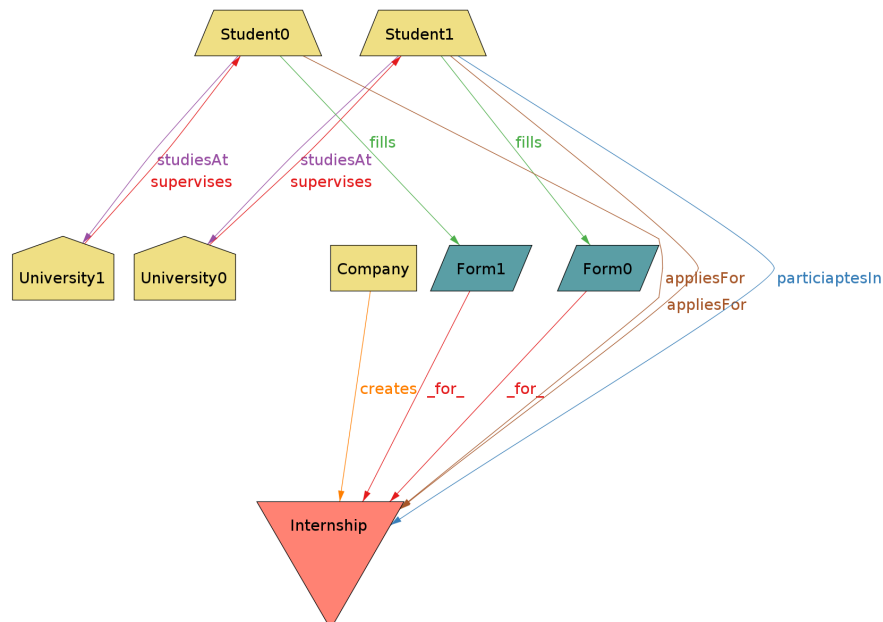 Student0
Student1
fills
fills
studiesAt
studiesAt
supervises
supervises
University1
University0
Company
Form1
Form0
appliesFor
particiaptesIn
appliesFor
creates
_for_
_for_
Internship